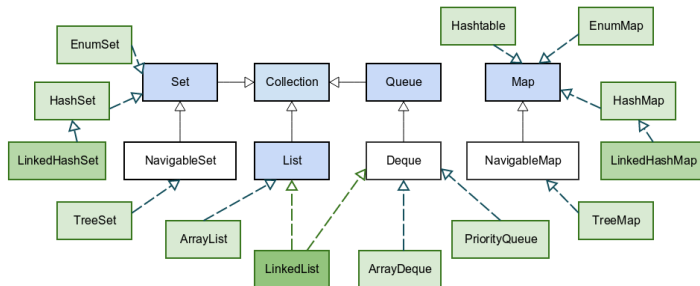 Hashtable
EnumMap
EnumSet
Set
Collection
Queue
Map
HashSet
HashMap
LinkedHashSet
NavigableSet
List
Deque
NavigableMap
LinkedHashMap
TreeSet
ArrayList
PriorityQueue
TreeMap
LinkedList
ArrayDeque